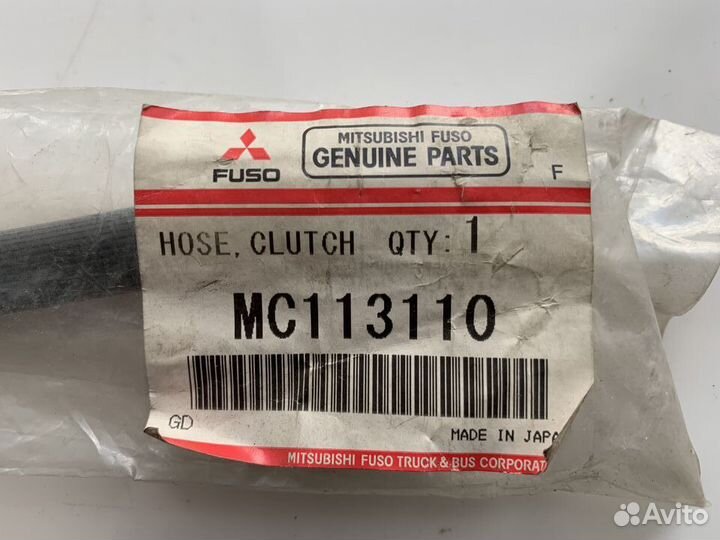 FUSO
MITSUBISHI FUSO
GENUINE PARTS
F
HOSE, CLUTCH QTY: 1
MC113110
GD
MADE IN JAPA
MITSUBISHI FUSO TRUCK & BUS CORPORAT
Avito